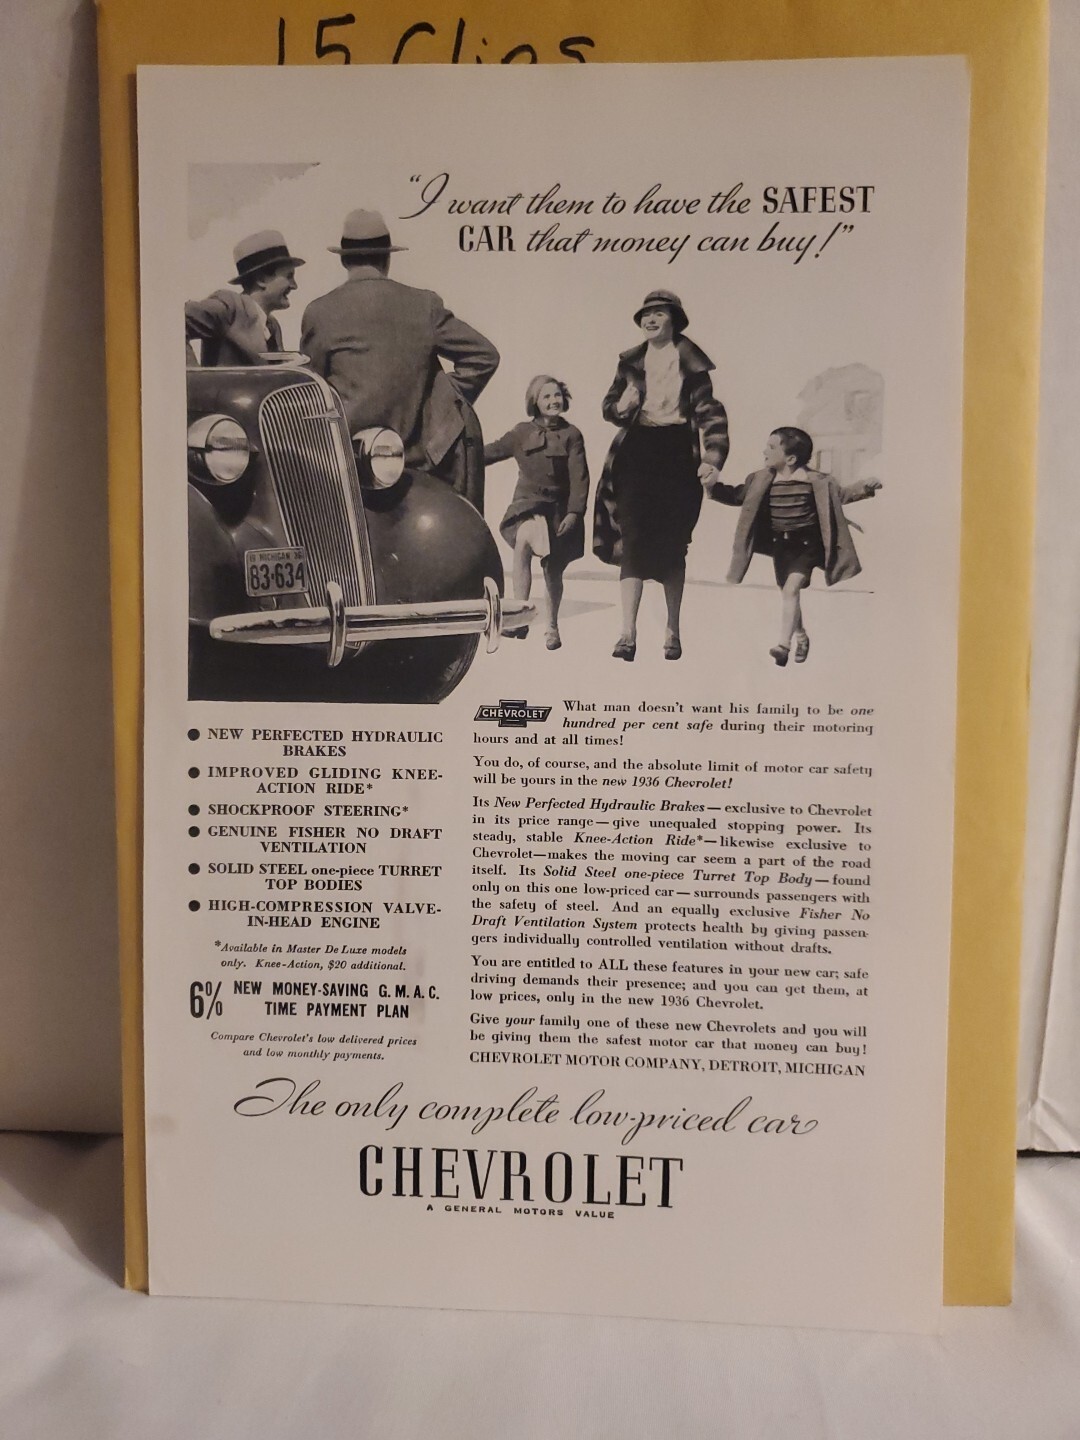 15 Clips
“I want them to have the SAFEST
CAR that money can buy!”
MICHIGAN 36
83·634
CHEVROLET
What man doesn't want his family to be one
hundred per cent safe during their motoring
hours and at all times!
You do, of course, and the absolute limit of motor car safety
will be yours in the new 1936 Chevrolet!
Its New Perfected Hydraulic Brakes—exclusive to Chevrolet
in its price range—give unequaled stopping power. Its
steady, stable Knee-Action Ride*—likewise exclusive to
Chevrolet—makes the moving car seem a part of the road
itself. Its Solid Steel one-piece Turret Top Body—found
only on this one low-priced car—surrounds passengers with
the safety of steel. And an equally exclusive Fisher No
Draft Ventilation System protects health by giving passen-
gers individually controlled ventilation without drafts.
You are entitled to ALL these features in your new car; safe
driving demands their presence; and you can get them, at
low prices, only in the new 1936 Chevrolet.
Give your family one of these new Chevrolets and you will
be giving them the safest motor car that money can buy!
CHEVROLET MOTOR COMPANY, DETROIT, MICHIGAN
● NEW PERFECTED HYDRAULIC
BRAKES
● IMPROVED GLIDING KNEE-
ACTION RIDE*
● SHOCKPROOF STEERING*
● GENUINE FISHER NO DRAFT
VENTILATION
● SOLID STEEL one-piece TURRET
TOP BODIES
● HIGH-COMPRESSION VALVE-
IN-HEAD ENGINE
*Available in Master De Luxe models
only. Knee-Action, $20 additional.
6% NEW MONEY-SAVING G. M. A. C.
TIME PAYMENT PLAN
Compare Chevrolet's low delivered prices
and low monthly payments.
The only complete low-priced car
CHEVROLET
A GENERAL MOTORS VALUE